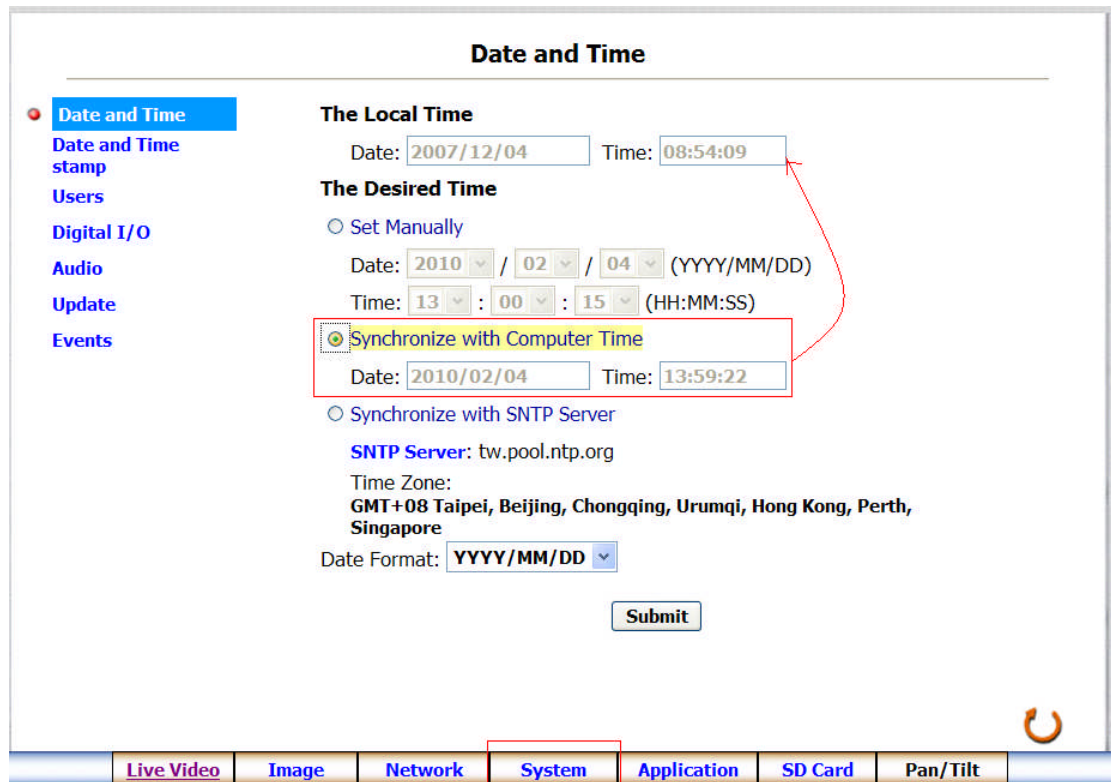 Date and Time
Date and Time
Date and Time
stamp
Users
Digital I/O
Audio
Update
Events
The Local Time
Date: 2007/12/04 Time: 08:54:09
The Desired Time
Set Manually
Date: 2010 / 02 / 04 (YYYY/MM/DD)
Time: 13 : 00 : 15 (HH:MM:SS)
Synchronize with Computer Time
Date: 2010/02/04 Time: 13:59:22
Synchronize with SNTP Server
SNTP Server: tw.pool.ntp.org
Time Zone:
GMT+08 Taipei, Beijing, Chongqing, Urumqi, Hong Kong, Perth,
Singapore
Date Format: YYYY/MM/DD
Submit
Live Video Image Network System Application SD Card Pan/Tilt